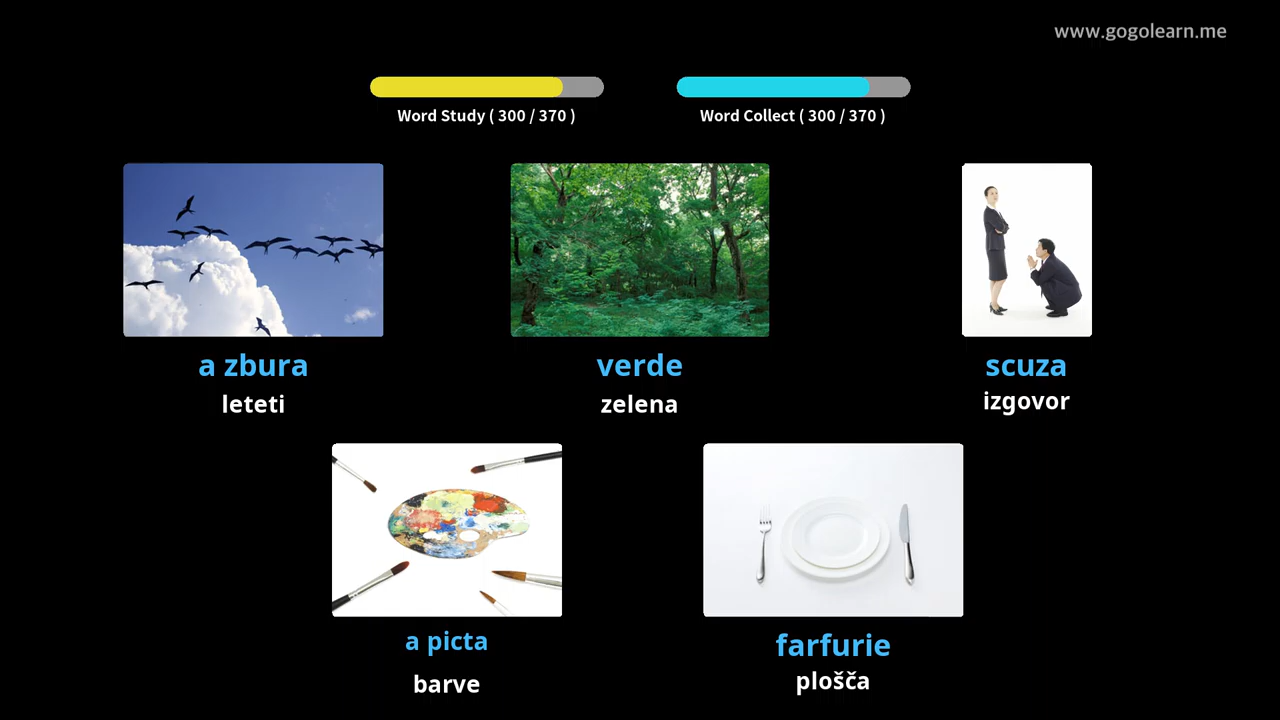 www.gogolearn.me
Word Study ( 300 / 370 )
Word Collect ( 300 / 370 )
a zbura
leteti
verde
zelena
scuza
izgovor
a picta
barve
farfurie
plošča